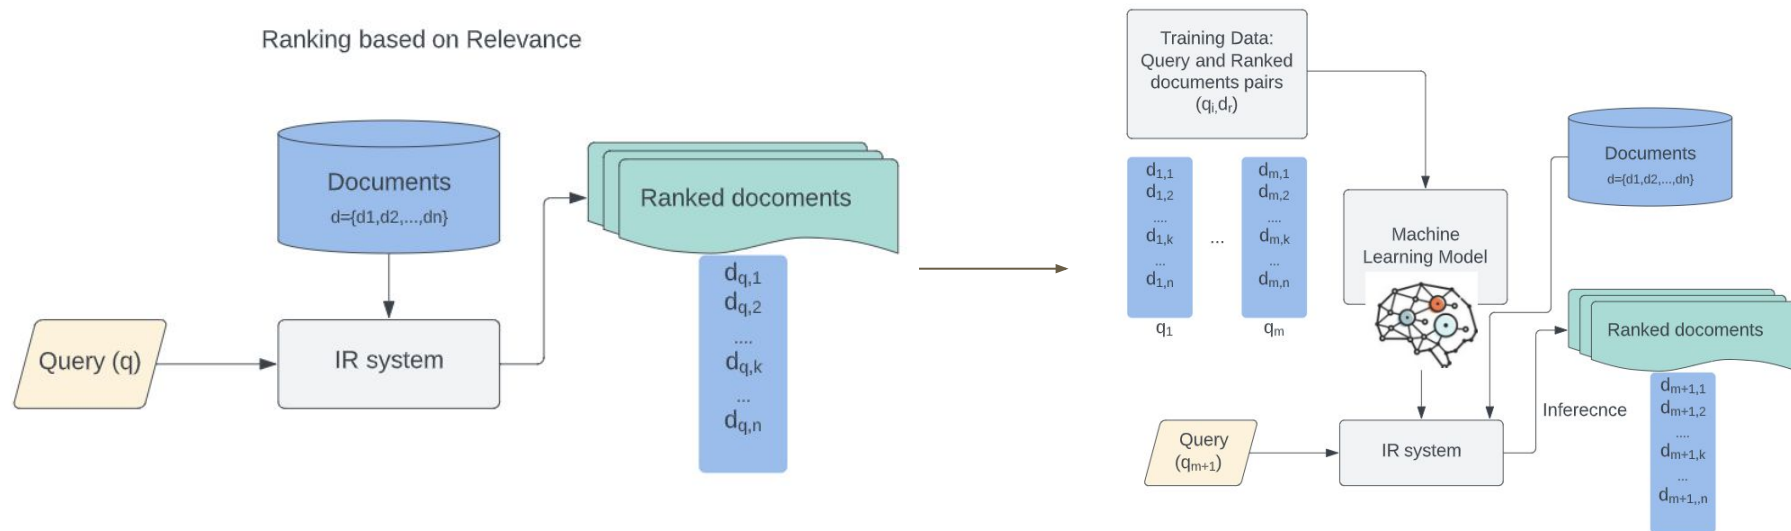 Ranking based on Relevance
Documents
d={d1,d2,...,dn}
Ranked docoments
Query (q)
IR system
dq,1
dq,2
....
dq,k
...
dq,n
Training Data:
Query and Ranked
documents pairs
(qi,dr)
d1,1
d1,2
....
d1,k
...
d1,n
q1
...
dm,1
dm,2
....
dm,k
...
dm,n
qm
Machine
Learning Model
Documents
d={d1,d2,...,dn}
Ranked docoments
Query
(qm+1)
IR system
Inferecnce
dm+1,1
dm+1,2
....
dm+1,k
...
dm+1,,n